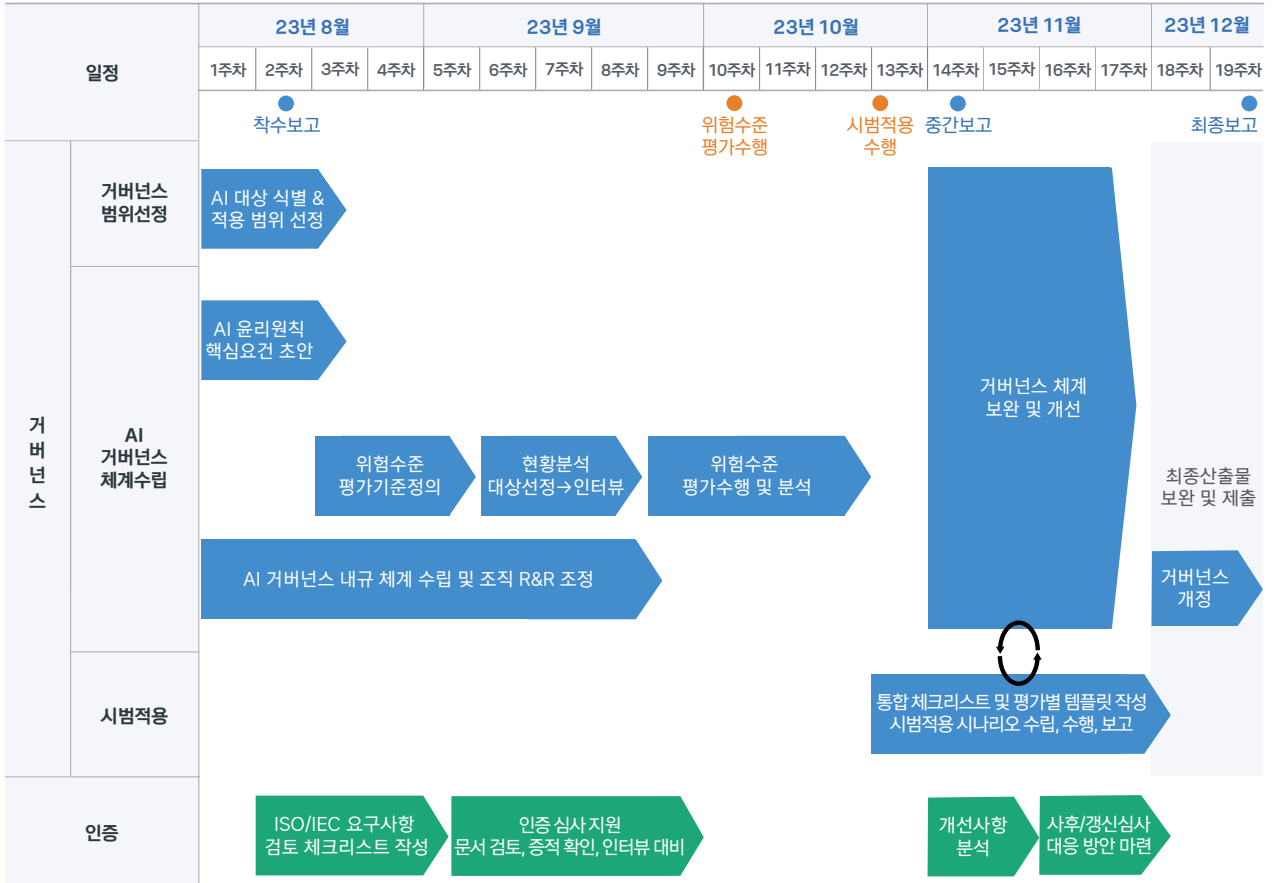 일정
23년 8월
23년 9월
23년 10월
23년 11월
23년 12월
1주차
2주차
3주차
4주차
5주차
6주차
7주차
8주차
9주차
10주차
11주차
12주차
13주차
14주차
15주차
16주차
17주차
18주차
19주차
착수보고
위험수준
평가수행
시범적용
수행
중간보고
최종보고
거버넌스
거버넌스
범위선정
AI 대상 식별 &
적용 범위 선정
AI
거버넌스
체계수립
AI 윤리원칙
핵심요건 초안
위험수준
평가기준정의
현황분석
대상선정→인터뷰
위험수준
평가수행 및 분석
AI 거버넌스 내규 체계 수립 및 조직 R&R 조정
거버넌스 체계
보완 및 개선
최종산출물
보완 및 제출
거버넌스
개정
시범적용
통합 체크리스트 및 평가별 템플릿 작성
시범적용 시나리오 수립, 수행, 보고
인증
ISO/IEC 요구사항
검토 체크리스트 작성
인증 심사 지원
문서 검토, 증적 확인, 인터뷰 대비
개선사항
분석
사후/갱신심사
대응 방안 마련